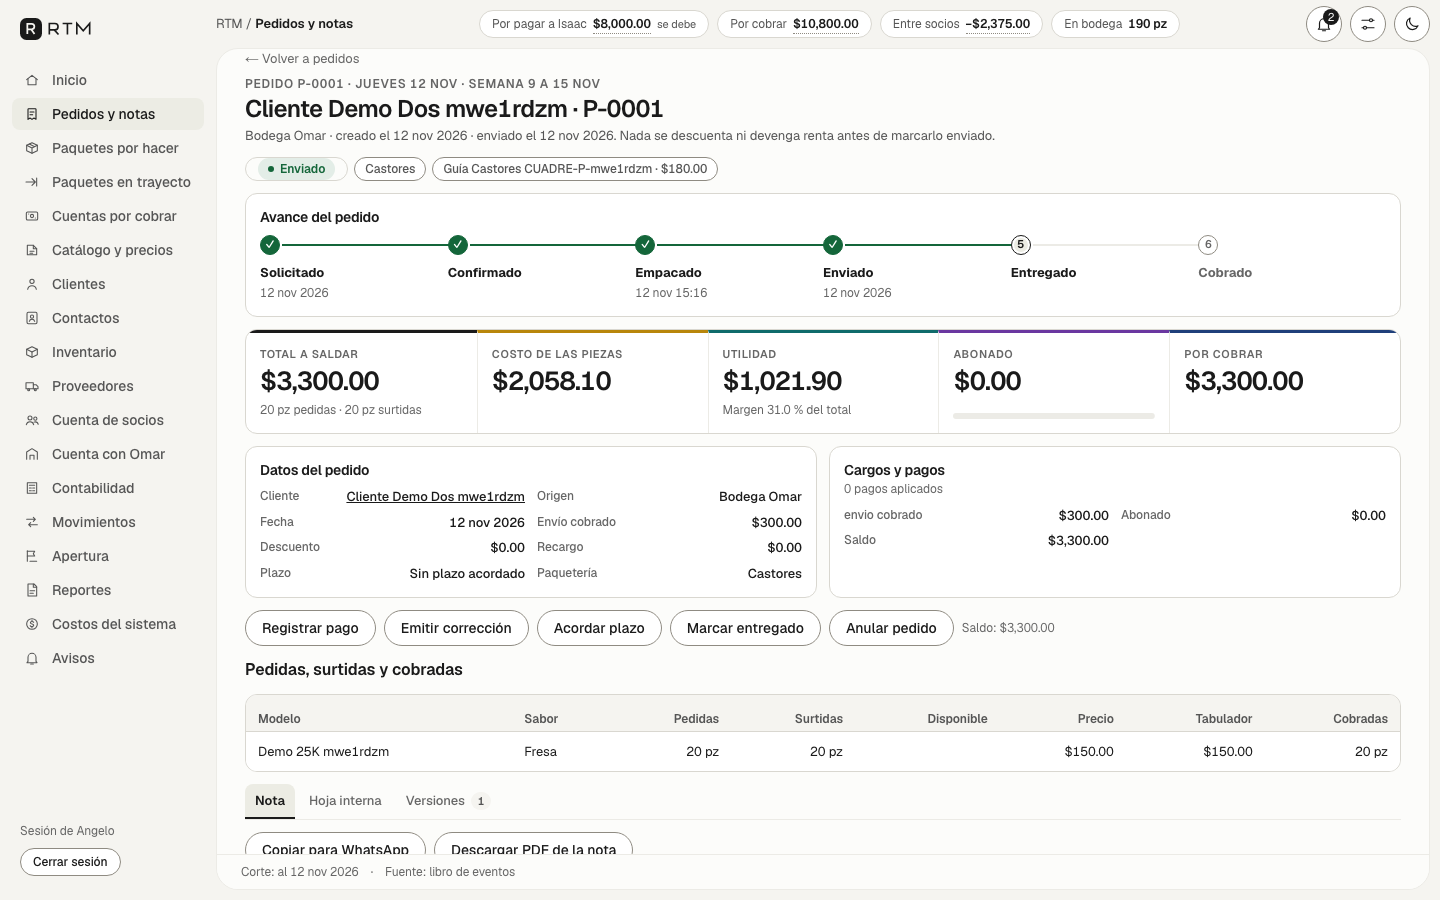 R RTM
RTM / Pedidos y notas
Por pagar a Isaac $8,000.00 se debe
Por cobrar $10,800.00
Entre socios −$2,375.00
En bodega 190 pz
2
Inicio
Pedidos y notas
Paquetes por hacer
Paquetes en trayecto
Cuentas por cobrar
Catálogo y precios
Clientes
Contactos
Inventario
Proveedores
Cuenta de socios
Cuenta con Omar
Contabilidad
Movimientos
Apertura
Reportes
Costos del sistema
Avisos
Sesión de Angelo
Cerrar sesión
← Volver a pedidos
PEDIDO P-0001 · JUEVES 12 NOV · SEMANA 9 A 15 NOV
Cliente Demo Dos mwe1rdzm · P-0001
Bodega Omar · creado el 12 nov 2026 · enviado el 12 nov 2026. Nada se descuenta ni devenga renta antes de marcarlo enviado.
Enviado
Castores
Guía Castores CUADRE-P-mwe1rdzm · $180.00
Avance del pedido
5 6
Solicitado Confirmado Empacado Enviado Entregado Cobrado
12 nov 2026 12 nov 15:16 12 nov 2026
TOTAL A SALDAR COSTO DE LAS PIEZAS UTILIDAD ABONADO POR COBRAR
$3,300.00 $2,058.10 $1,021.90 $0.00 $3,300.00
20 pz pedidas · 20 pz surtidas Margen 31.0 % del total
Datos del pedido
Cliente Cliente Demo Dos mwe1rdzm Origen Bodega Omar
Fecha 12 nov 2026 Envío cobrado $300.00
Descuento $0.00 Recargo $0.00
Plazo Sin plazo acordado Paquetería Castores
Cargos y pagos
0 pagos aplicados
envio cobrado $300.00 Abonado $0.00
Saldo $3,300.00
Registrar pago Emitir corrección Acordar plazo Marcar entregado Anular pedido Saldo: $3,300.00
Pedidas, surtidas y cobradas
Modelo Sabor Pedidas Surtidas Disponible Precio Tabulador Cobradas
Demo 25K mwe1rdzm Fresa 20 pz 20 pz $150.00 $150.00 20 pz
Nota Hoja interna Versiones 1
Copiar para WhatsApp Descargar PDF de la nota
Corte: al 12 nov 2026 · Fuente: libro de eventos